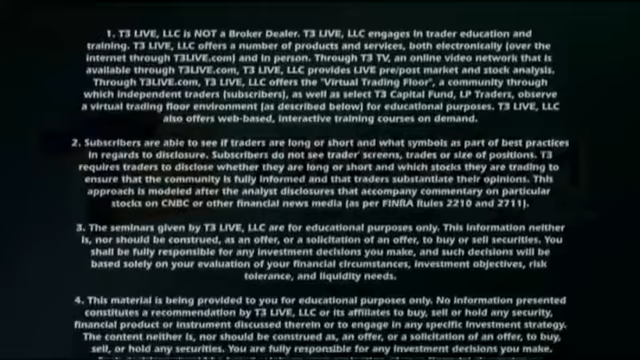 1. T3 LIVE, LLC is NOT a Broker Dealer. T3 LIVE, LLC engages in trader education and
training. T3 LIVE, LLC offers a number of products and services, both electronically (over the
internet through T3LIVE.com) and in person. Through T3 TV, an online video network that is
available through T3LIVE.com, T3 LIVE, LLC provides LIVE pre/post market and stock analysis.
Through T3LIVE.com, T3 LIVE, LLC offers the "Virtual Trading Floor", a community through
which independent traders (subscribers), as well as select T3 Capital Fund, LP Traders, observe
a virtual trading floor environment (as described below) for educational purposes. T3 LIVE, LLC
also offers web-based, interactive training courses on demand.
2. Subscribers are able to see if traders are long or short and what symbols as part of best practices
in regards to disclosure. Subscribers do not see trader' screens, trades or size of positions. T3
requires traders to disclose whether they are long or short and which stocks they are trading to
ensure that the community is fully informed and that traders substantiate their opinions. This
approach is modeled after the analyst disclosures that accompany commentary on particular
stocks on CNBC or other financial news media (as per FINRA Rules 2210 and 2711).
3. The seminars given by T3 LIVE, LLC are for educational purposes only. This information neither
is, nor should be construed, as an offer, or a solicitation of an offer, to buy or sell securities. You
shall be fully responsible for any investment decisions you make, and such decisions will be
based solely on your evaluation of your financial circumstances, investment objectives, risk
tolerance, and liquidity needs.
4. This material is being provided to you for educational purposes only. No information presented
constitutes a recommendation by T3 LIVE, LLC or its affiliates to buy, sell or hold any security,
financial product or instrument discussed therein or to engage in any specific investment strategy.
The content neither is, nor should be construed as, an offer, or a solicitation of an offer, to buy,
sell, or hold any securities. You are fully responsible for any investment decisions you make,